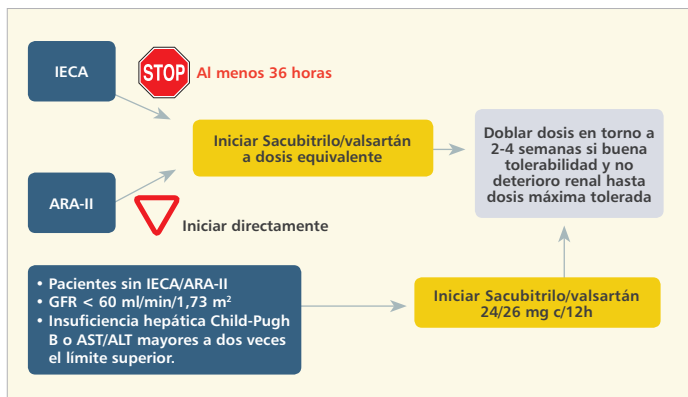 IECA
STOP
Al menos 36 horas
Iniciar Sacubitrilo/valsartán
a dosis equivalente
Doblar dosis en torno a
2-4 semanas si buena
tolerabilidad y no
deterioro renal hasta
dosis máxima tolerada
ARA-II
Iniciar directamente
• Pacientes sin IECA/ARA-II
• GFR < 60 ml/min/1,73 m²
• Insuficiencia hepática Child-Pugh
B o AST/ALT mayores a dos veces
el límite superior.
Iniciar Sacubitrilo/valsartán
24/26 mg c/12h